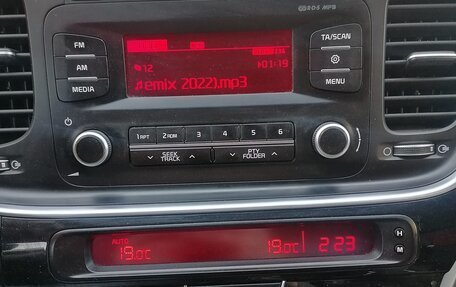 RDS MP3
FM
AM
MEDIA
12
01:19
emix 2022).mp3
TA/SCAN
MENU
1 RPT 2 RDM 3 4 5 6
SEEK TRACK
PTY FOLDER
AUTO
19.0C
19.0C
2:23
H
M